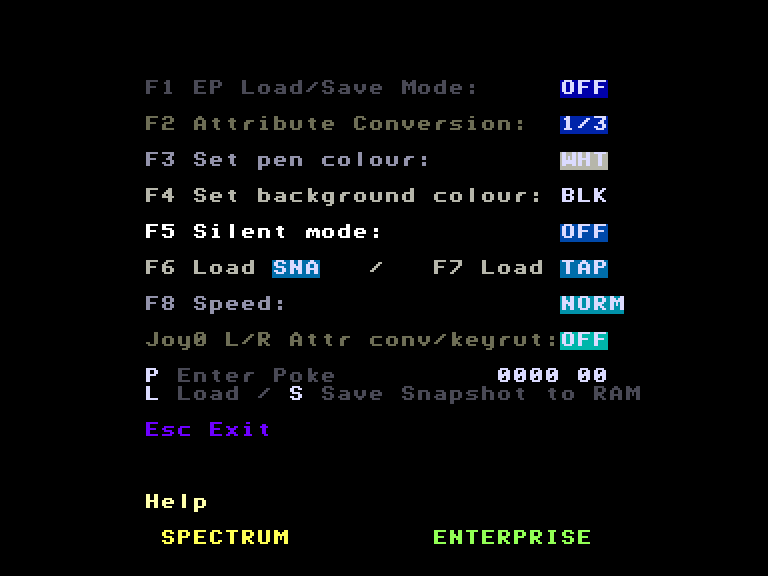 F1 EP Load/Save Mode: OFF
F2 Attribute Conversion: 1/3
F3 Set pen colour: WHT
F4 Set background colour: BLK
F5 Silent mode: OFF
F6 Load SNA / F7 Load TAP
F8 Speed: NORM
Joy0 L/R Attr conv/keyrut: OFF
P Enter Poke 0000 00
L Load / S Save Snapshot to RAM
Esc Exit
Help
SPECTRUM ENTERPRISE